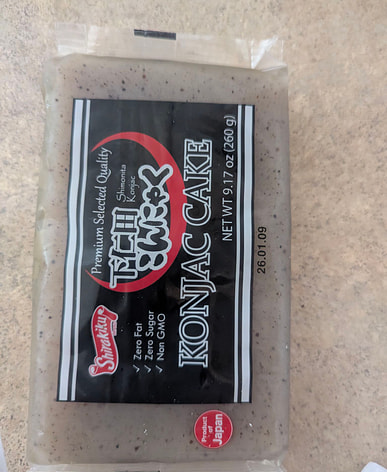 Premium Selected Quality
下仁田
Shimonita
Konjac
こんにゃく
KONJAC CAKE
NET WT 9.17 oz (260 g)
Shirakiku
✓ Zero Fat
✓ Zero Sugar
✓ Non GMO
26.01.09
Product
of
Japan